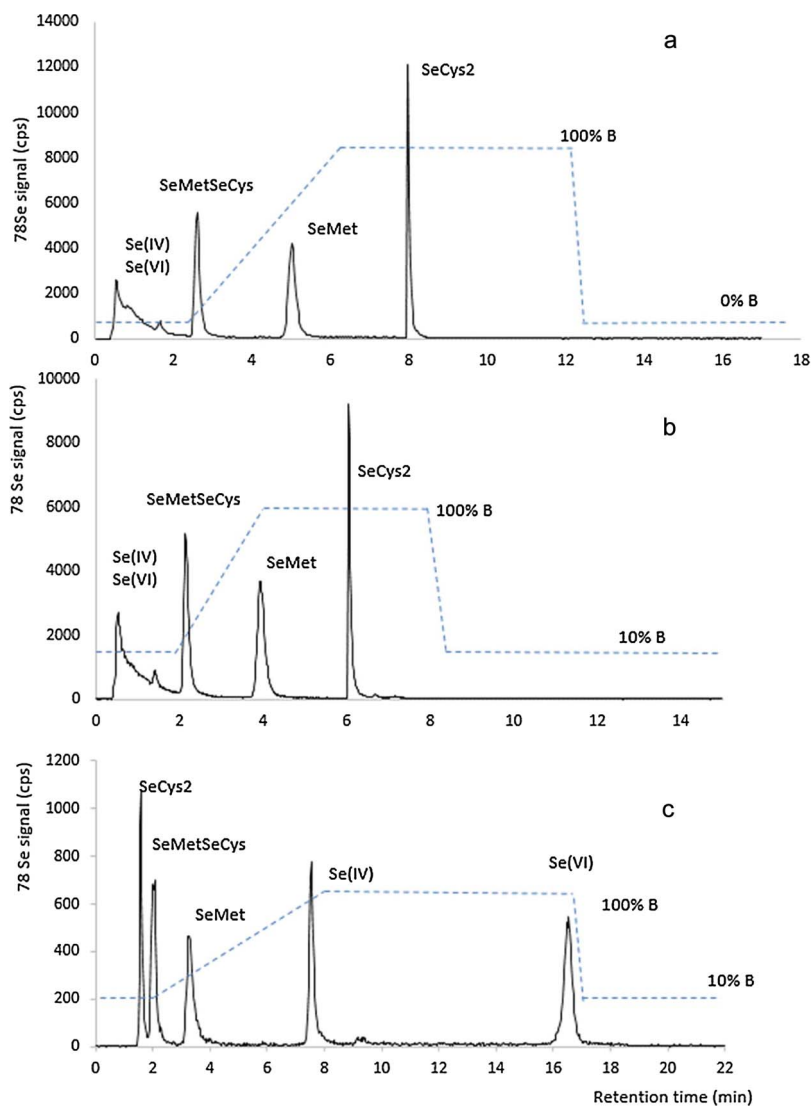 14000
a
12000
SeCys2
10000
100% B
8000
SeMetSeCys
6000
Se(IV)
SeMet
Se(VI)
4000
2000
0% B
0
78Se signal (cps)
0 2 4 6 8 10 12 14 16 18
10000
b
8000
SeCys2
SeMetSeCys
6000
100% B
Se(IV)
SeMet
Se(VI)
4000
2000
10% B
0
78 Se signal (cps)
0 2 4 6 8 10 12 14
1200
SeCys2
c
1000
SeMetSeCys
800
Se(IV)
Se(VI)
SeMet
600
100% B
400
10% B
200
0
78 Se signal (cps)
0 2 4 6 8 10 12 14 16 18 20 22
Retention time (min)